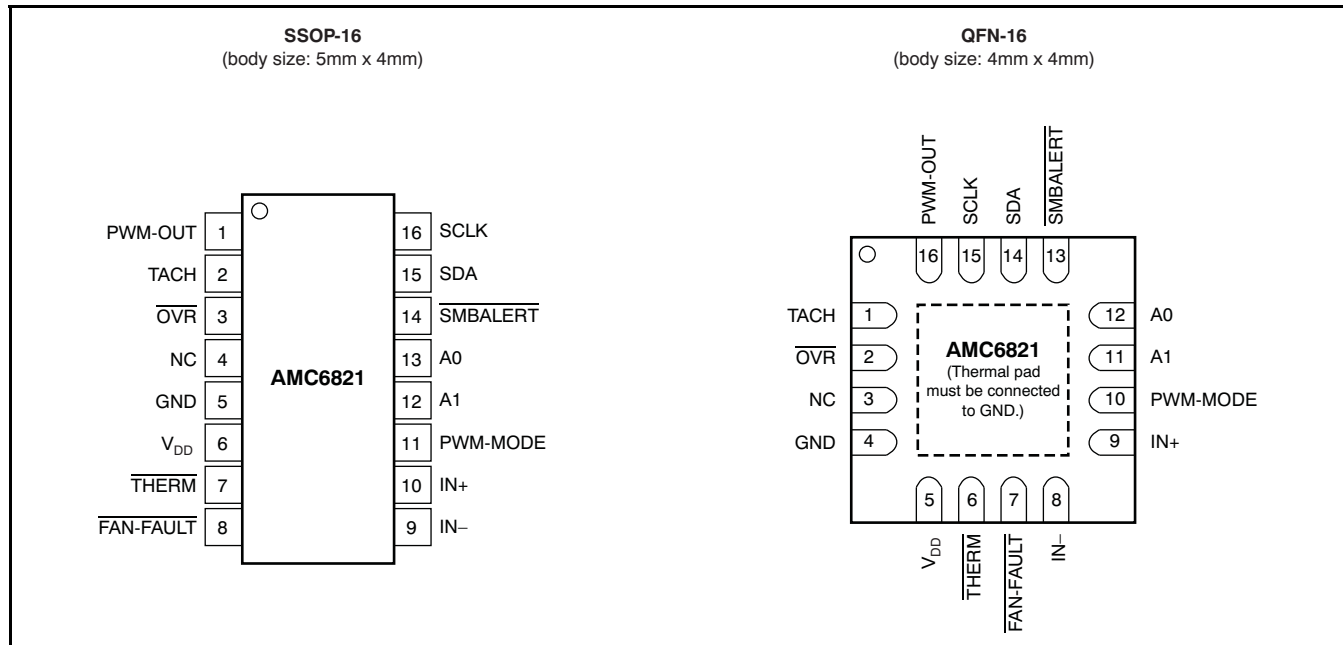 SSOP-16
(body size: 5mm x 4mm)
PWM-OUT 1
TACH 2
OVR 3
NC 4
GND 5
VDD 6
THERM 7
FAN-FAULT 8
AMC6821
16 SCLK
15 SDA
14 SMBALERT
13 A0
12 A1
11 PWM-MODE
10 IN+
9 IN−
QFN-16
(body size: 4mm x 4mm)
PWM-OUT SCLK SDA SMBALERT
16 15 14 13
TACH 1
OVR 2
NC 3
GND 4
AMC6821
(Thermal pad
must be connected
to GND.)
12 A0
11 A1
10 PWM-MODE
9 IN+
5 6 7 8
VDD THERM FAN-FAULT IN−